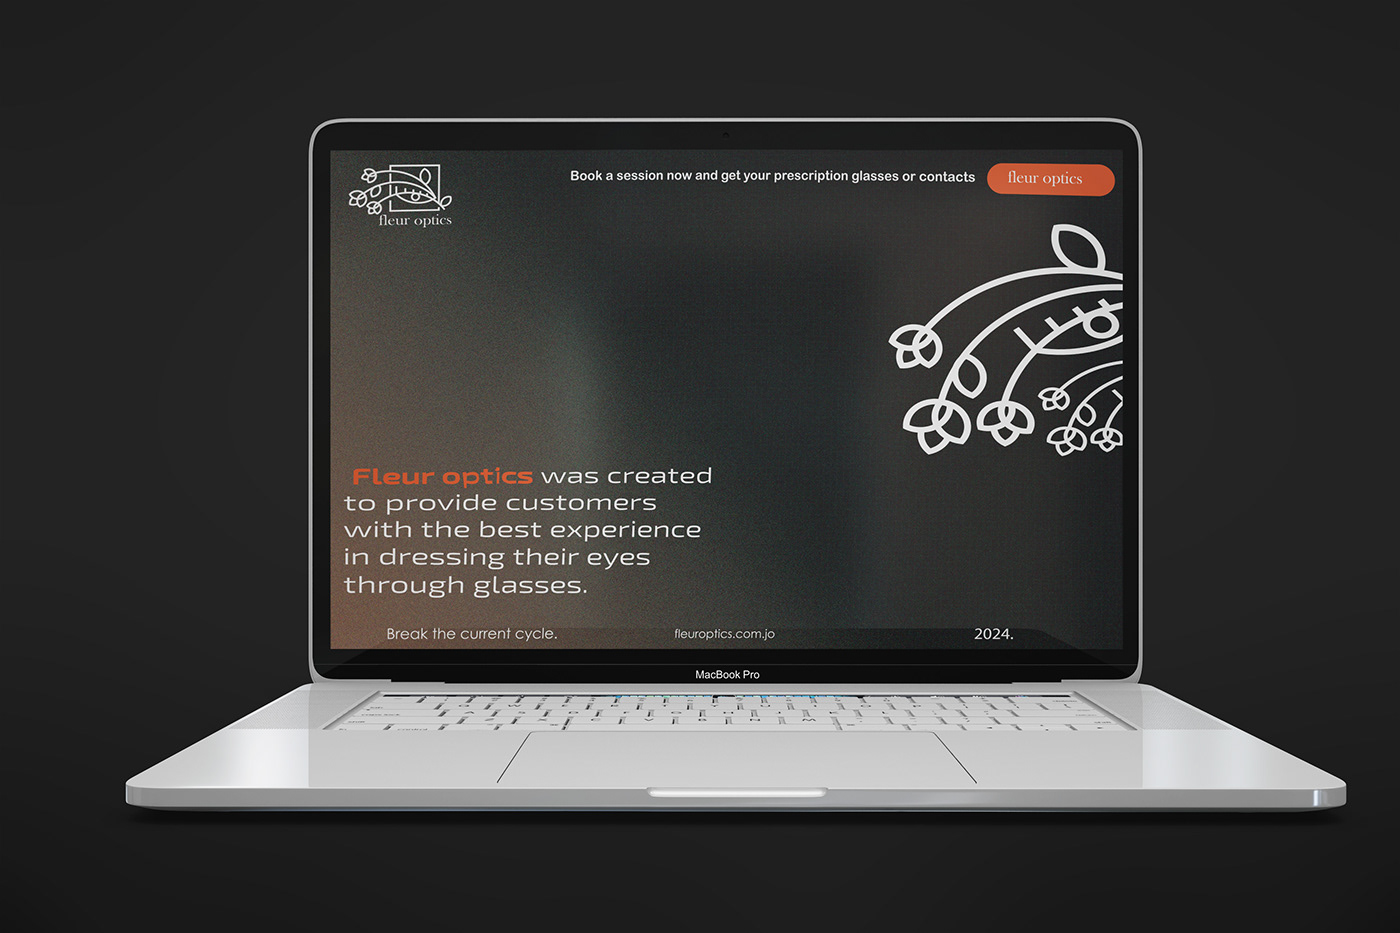 fleur optics
Book a session now and get your prescription glasses or contacts
fleur optics
Fleur optics was created
to provide customers
with the best experience
in dressing their eyes
through glasses.
Break the current cycle.
fleuroptics.com.jo
2024.
MacBook Pro